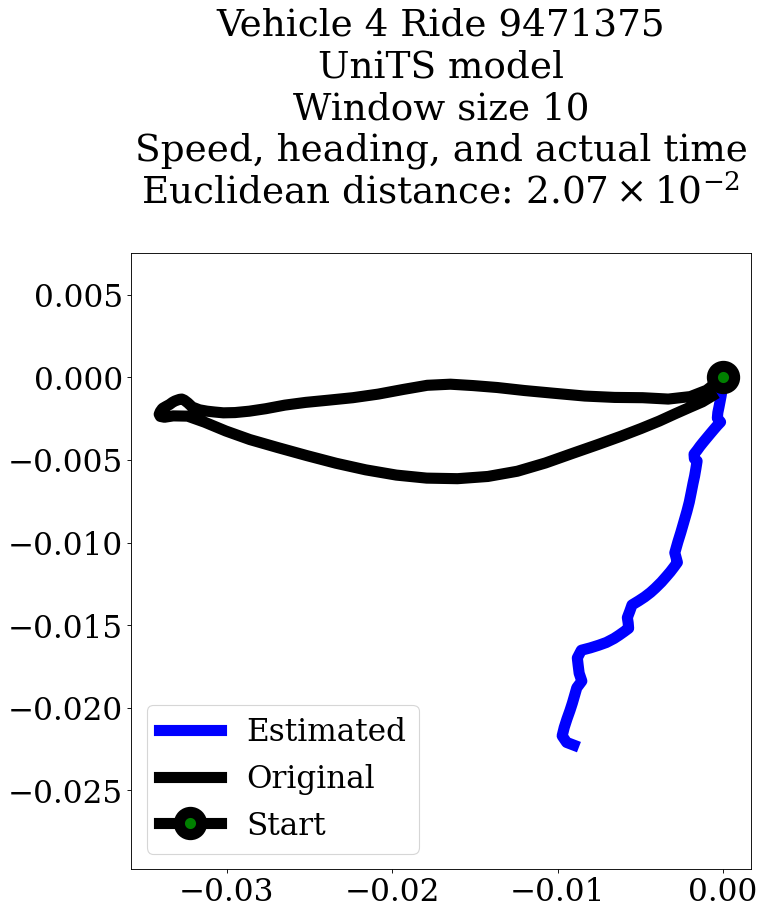 Vehicle 4 Ride 9471375
UniTS model
Window size 10
Speed, heading, and actual time
Euclidean distance: 2.07 × 10⁻²
0.005
0.000
−0.005
−0.010
−0.015
−0.020
−0.025
Estimated
Original
Start
−0.03
−0.02
−0.01
0.00